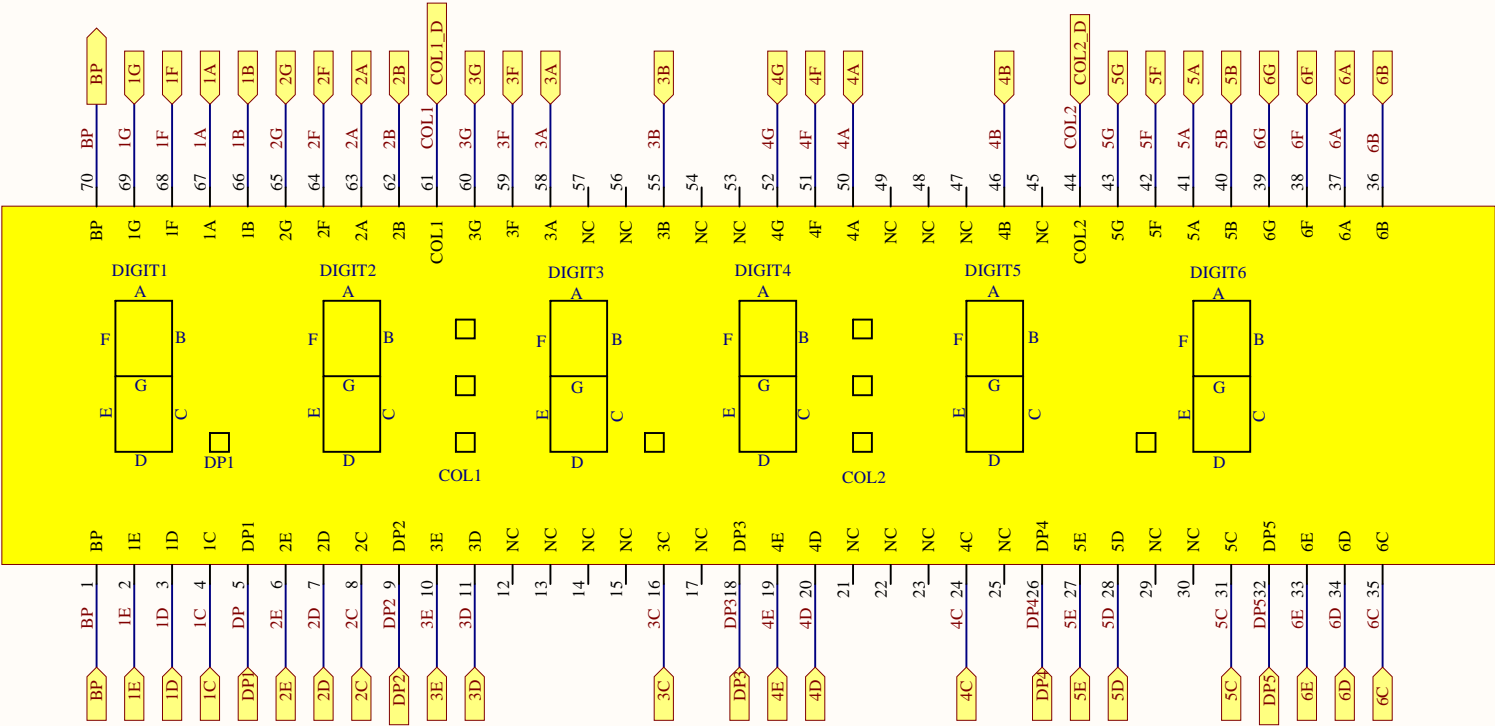 BP 1G 1F 1A 1B 2G 2F 2A 2B COL1_D 3G 3F 3A 3B 4G 4F 4A 4B COL2_D 5G 5F 5A 5B 6G 6F 6A 6B
BP 1G 1F 1A 1B 2G 2F 2A 2B COL1 3G 3F 3A 3B 4G 4F 4A 4B COL2 5G 5F 5A 5B 6G 6F 6A 6B
70 69 68 67 66 65 64 63 62 61 60 59 58 57 56 55 54 53 52 51 50 49 48 47 46 45 44 43 42 41 40 39 38 37 36
BP 1G 1F 1A 1B 2G 2F 2A 2B COL1 3G 3F 3A NC NC 3B NC NC 4G 4F 4A NC NC NC 4B NC COL2 5G 5F 5A 5B 6G 6F 6A 6B
DIGIT1 DIGIT2 DIGIT3 DIGIT4 DIGIT5 DIGIT6
A A A A A A
F B F B F B F B F B F B
G G G G G G
E C E C E C E C E C E C
D D D D D D
DP1 COL1 COL2
BP 1E 1D 1C DP1 2E 2D 2C DP2 3E 3D NC NC NC NC 3C NC DP3 4E 4D NC NC NC 4C NC DP4 5E 5D NC NC 5C DP5 6E 6D 6C
1 2 3 4 5 6 7 8 9 10 11 12 13 14 15 16 17 18 19 20 21 22 23 24 25 26 27 28 29 30 31 32 33 34 35
BP 1E 1D 1C DP 2E 2D 2C DP2 3E 3D 3C DP3 4E 4D 4C DP4 5E 5D 5C DP5 6E 6D 6C
BP 1E 1D 1C DP1 2E 2D 2C DP2 3E 3D 3C DP3 4E 4D 4C DP4 5E 5D 5C DP5 6E 6D 6C